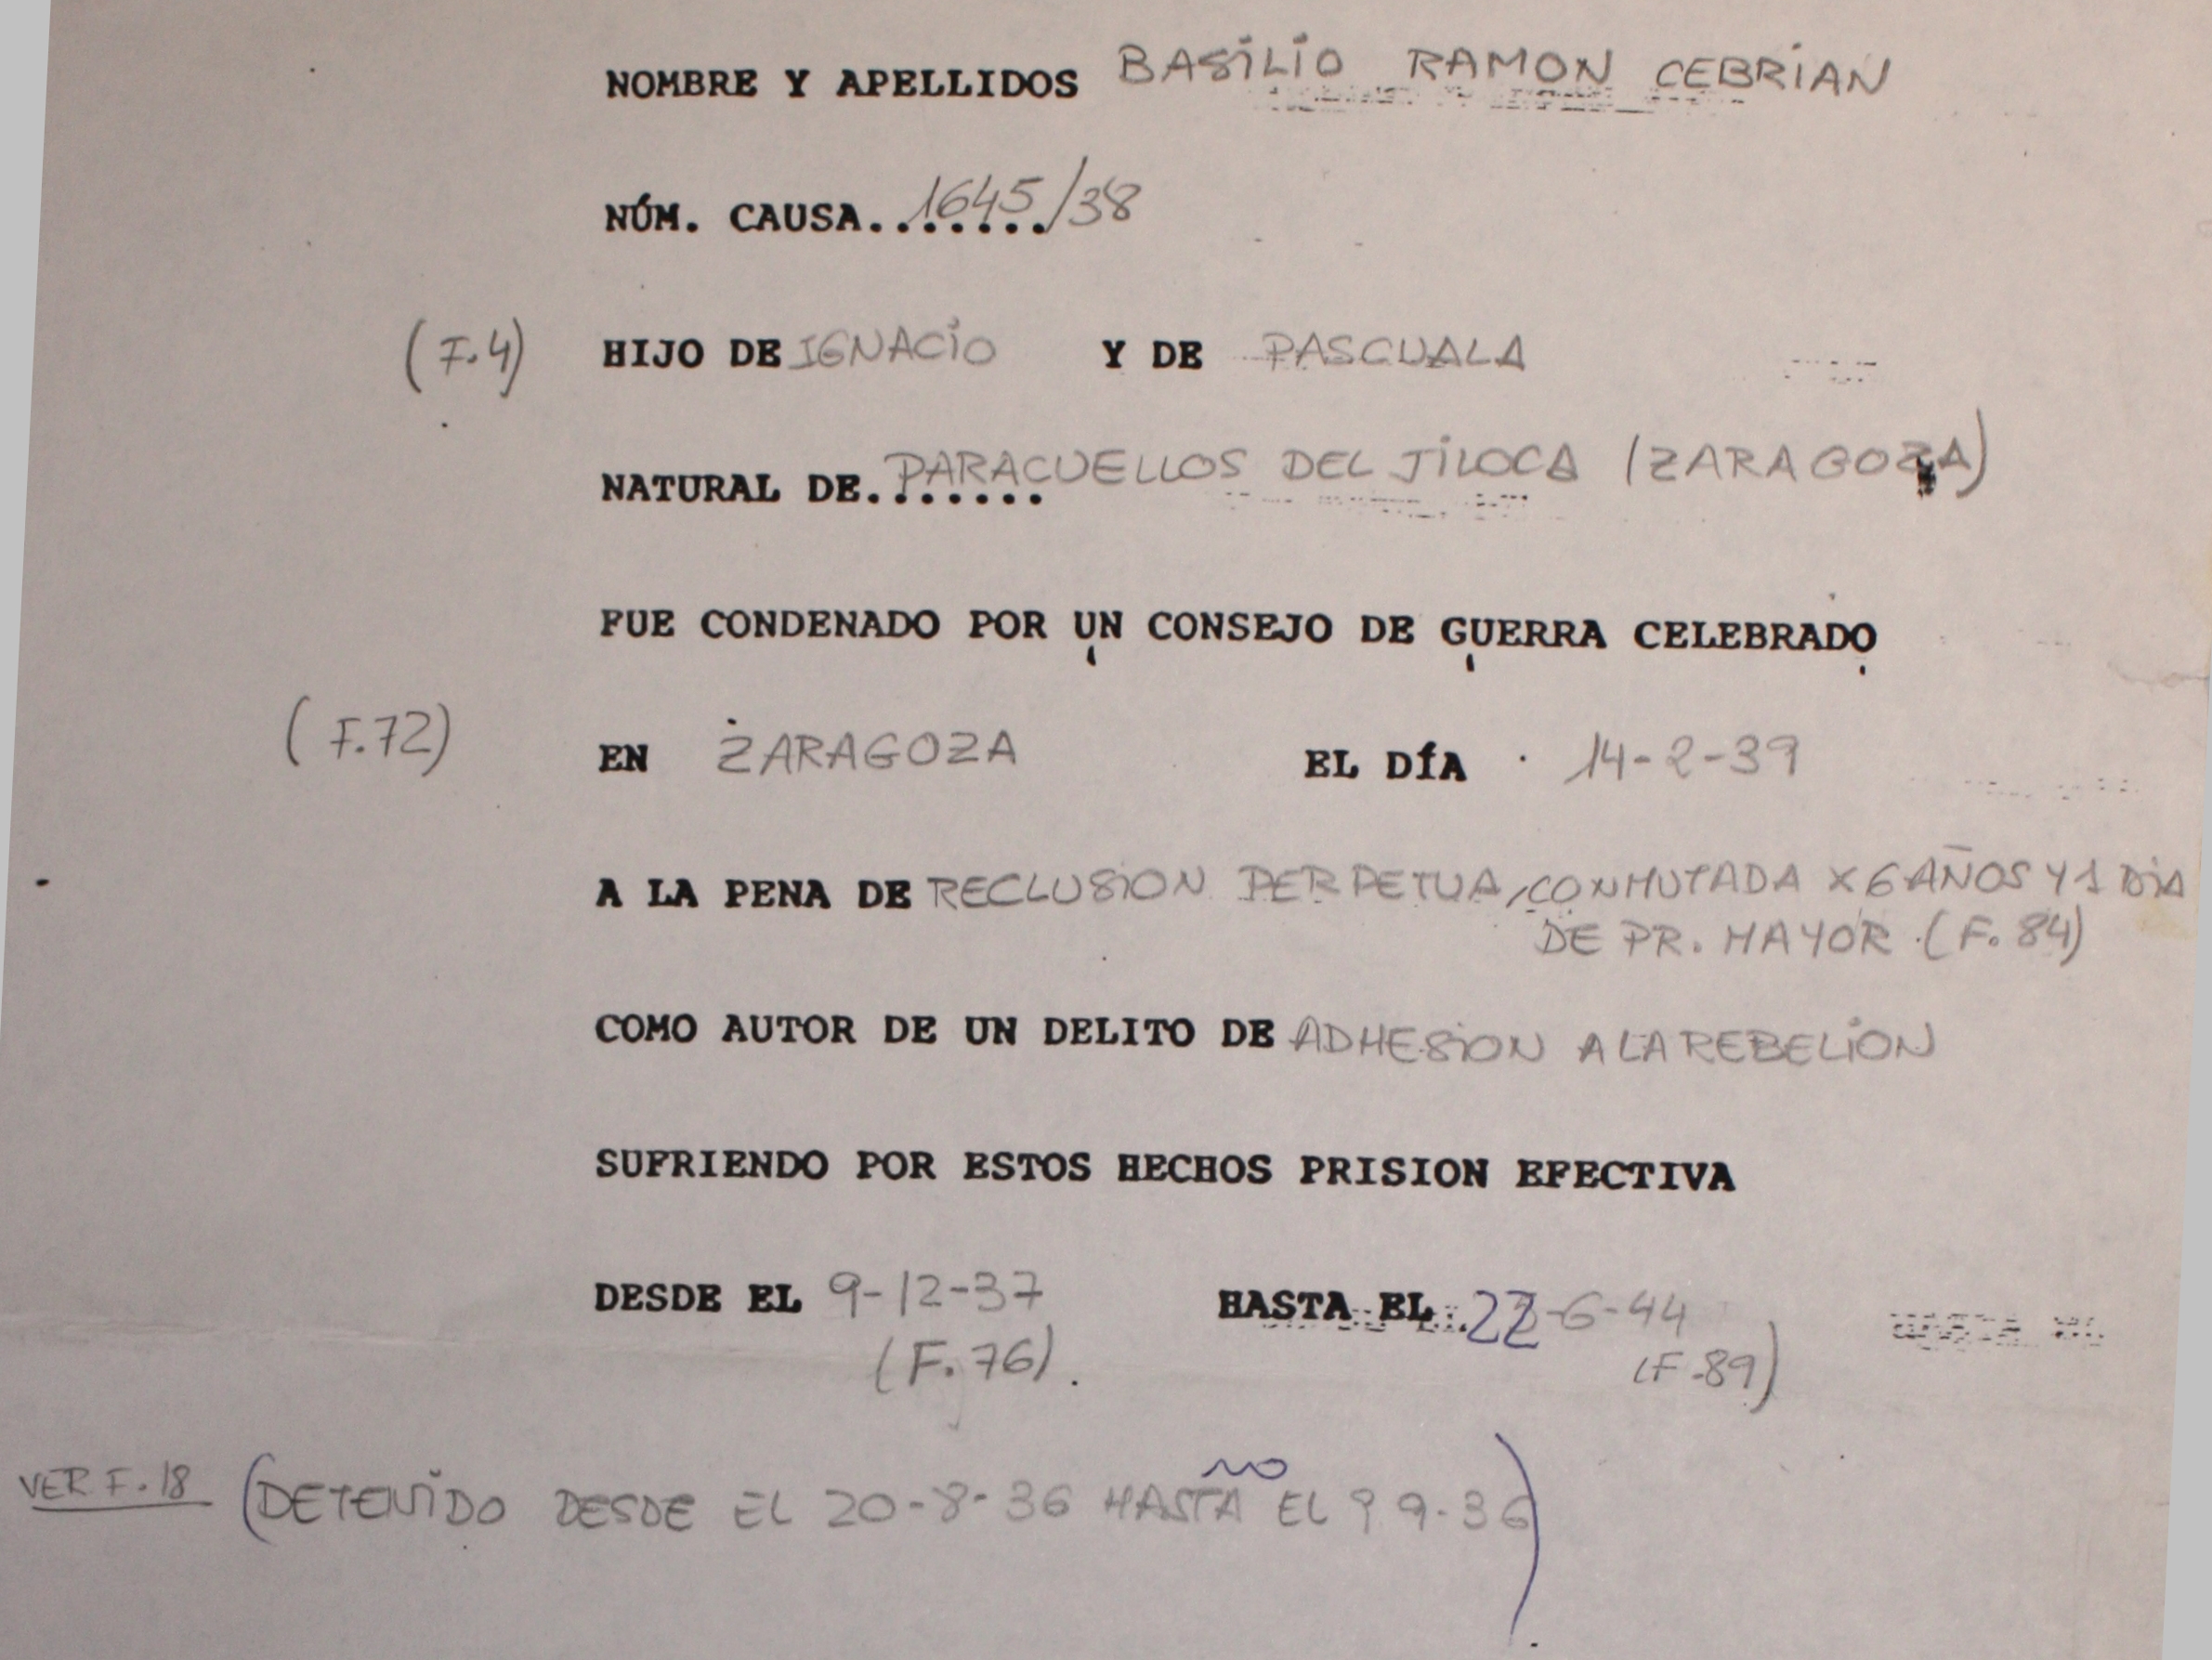 NOMBRE Y APELLIDOS BASILIO RAMON CEBRIAN
NÚM. CAUSA....... 1645/38
(F.4) HIJO DE IGNACIO Y DE PASCUALA
NATURAL DE....... PARACUELLOS DEL JILOCA (ZARAGOZA)
FUE CONDENADO POR UN CONSEJO DE GUERRA CELEBRADO
(F.72) EN ZARAGOZA EL DÍA 14-2-39
A LA PENA DE RECLUSION PERPETUA, CONMUTADA X 6 AÑOS Y 1 DIA
DE PR. MAYOR (F. 84)
COMO AUTOR DE UN DELITO DE ADHESION A LA REBELION
SUFRIENDO POR ESTOS HECHOS PRISION EFECTIVA
DESDE EL 9-12-37 HASTA EL 22-6-44
(F. 76). (F.89)
NO
VER F.18 (DETENIDO DESDE EL 20-8-36 HASTA EL 9-36)